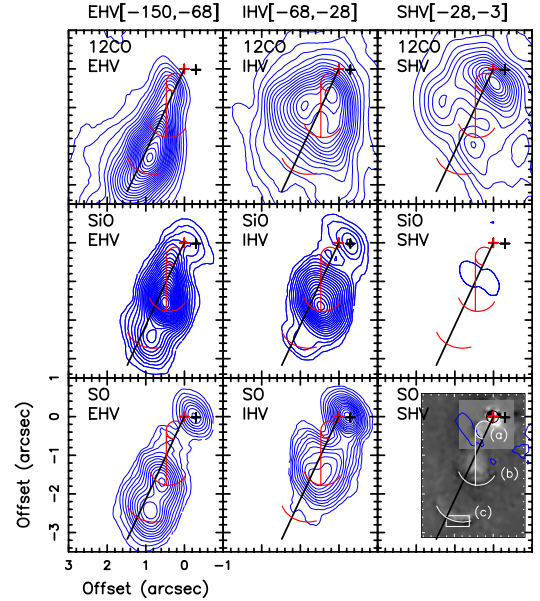 EHV[−150,−68] IHV[−68,−28] SHV[−28,−3]
12CO 12CO 12CO
EHV IHV SHV
SiO SiO SiO
EHV IHV SHV
1
SO SO SO
EHV IHV SHV
0
(a)
−1
(b)
−2
(c)
−3
Offset (arcsec)
3 2 1 0 −1
Offset (arcsec)